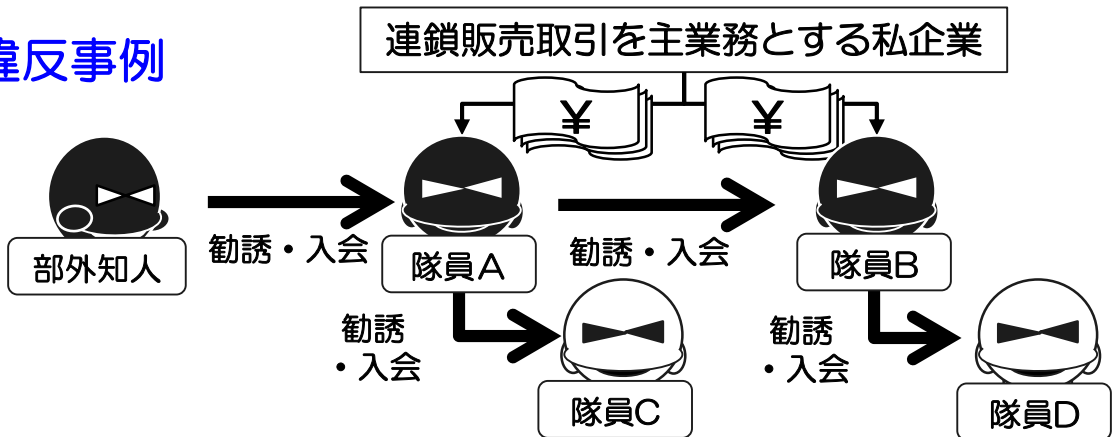 連鎖販売取引を主業務とする私企業
違反事例
¥
¥
部外知人
勧誘・入会
隊員A
勧誘・入会
隊員B
勧誘
・入会
隊員C
勧誘
・入会
隊員D